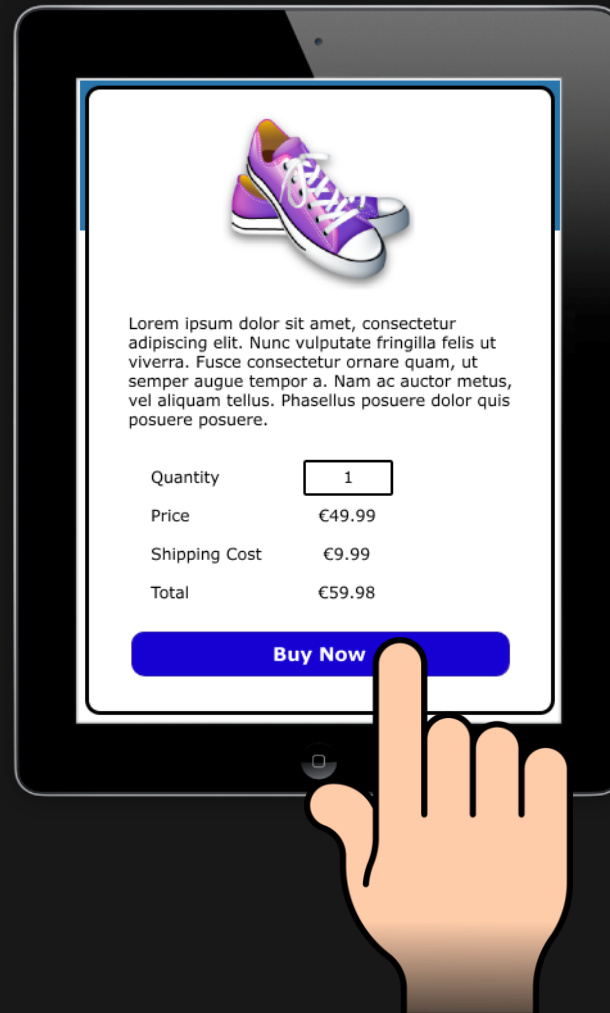 Lorem ipsum dolor sit amet, consectetur
adipiscing elit. Nunc vulputate fringilla felis ut
viverra. Fusce consectetur ornare quam, ut
semper augue tempor a. Nam ac auctor metus,
vel aliquam tellus. Phasellus posuere dolor quis
posuere posuere.
Quantity 1
Price €49.99
Shipping Cost €9.99
Total €59.98
Buy Now